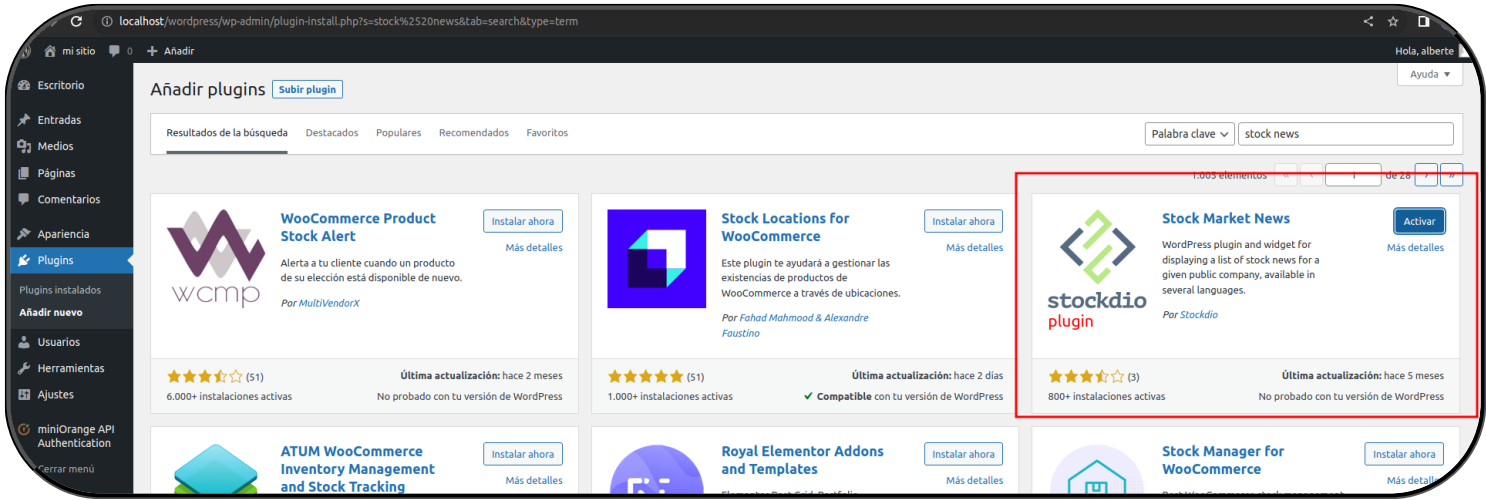 localhost/wordpress/wp-admin/plugin-install.php?s=stock%2520news&tab=search&type=term
mi sitio 0 Añadir
Hola, alberte
Escritorio
Entradas
Medios
Páginas
Comentarios
Apariencia
Plugins
Plugins instalados
Añadir nuevo
Usuarios
Herramientas
Ajustes
miniOrange API
Authentication
Cerrar menú
Ayuda
Añadir plugins Subir plugin
Resultados de la búsqueda Destacados Populares Recomendados Favoritos
Palabra clave stock news
1.005 elementos « ‹ 1 de 28 › »
wcmp
WooCommerce Product
Stock Alert
Instalar ahora
Más detalles
Alerta a tu cliente cuando un producto
de su elección está disponible de nuevo.
Por MultiVendorX
(51)
6.000+ instalaciones activas
Última actualización: hace 2 meses
No probado con tu versión de WordPress
Stock Locations for
WooCommerce
Instalar ahora
Más detalles
Este plugin te ayudará a gestionar las
existencias de productos de
WooCommerce a través de ubicaciones.
Por Fahad Mahmood & Alexandre
Faustino
(51)
1.000+ instalaciones activas
Última actualización: hace 2 días
Compatible con tu versión de WordPress
stockdio
plugin
Stock Market News
Activar
Más detalles
WordPress plugin and widget for
displaying a list of stock news for a
given public company, available in
several languages.
Por Stockdio
(3)
800+ instalaciones activas
Última actualización: hace 5 meses
No probado con tu versión de WordPress
ATUM WooCommerce
Inventory Management
and Stock Tracking
Instalar ahora
Más detalles
Royal Elementor Addons
and Templates
Instalar ahora
Más detalles
Stock Manager for
WooCommerce
Instalar ahora
Más detalles